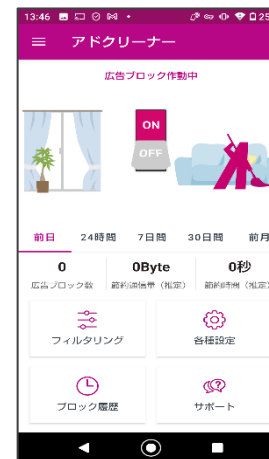 13:46 25
アドクリーナー
広告ブロック作動中
ON
OFF
前日 24時間 7日間 30日間 前月
0 0Byte 0秒
広告ブロック数 節約通信量（推定） 節約時間（推定）
フィルタリング 各種設定
ブロック履歴 サポート